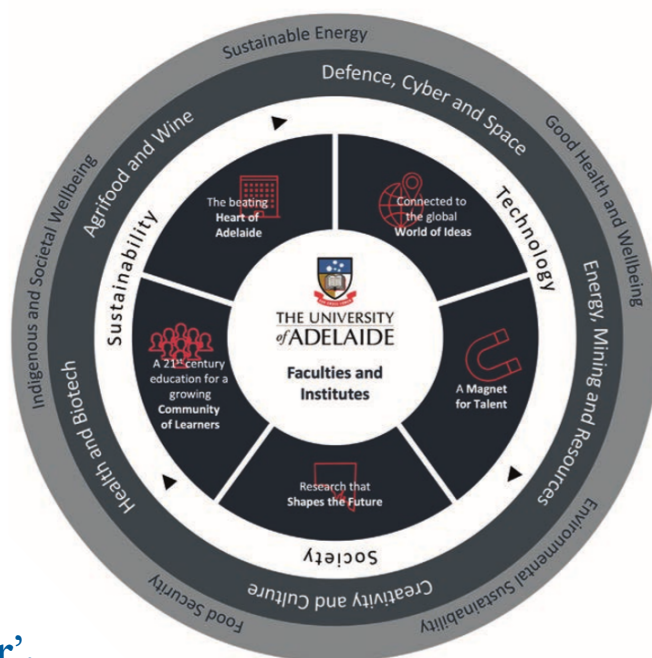 Sustainable Energy
Good Health and Wellbeing
Environmental Sustainability
Food Security
Indigenous and Societal Wellbeing
Defence, Cyber and Space
Energy, Mining and Resources
Creativity and Culture
Health and Biotech
Agrifood and Wine
Technology
Society
Sustainability
The beating
Heart of
Adelaide
Connected to
the global
World of Ideas
A Magnet
for Talent
Research that
Shapes the Future
A 21st century
education for a
growing
Community
of Learners
THE UNIVERSITY
of ADELAIDE
Faculties and
Institutes
r’.